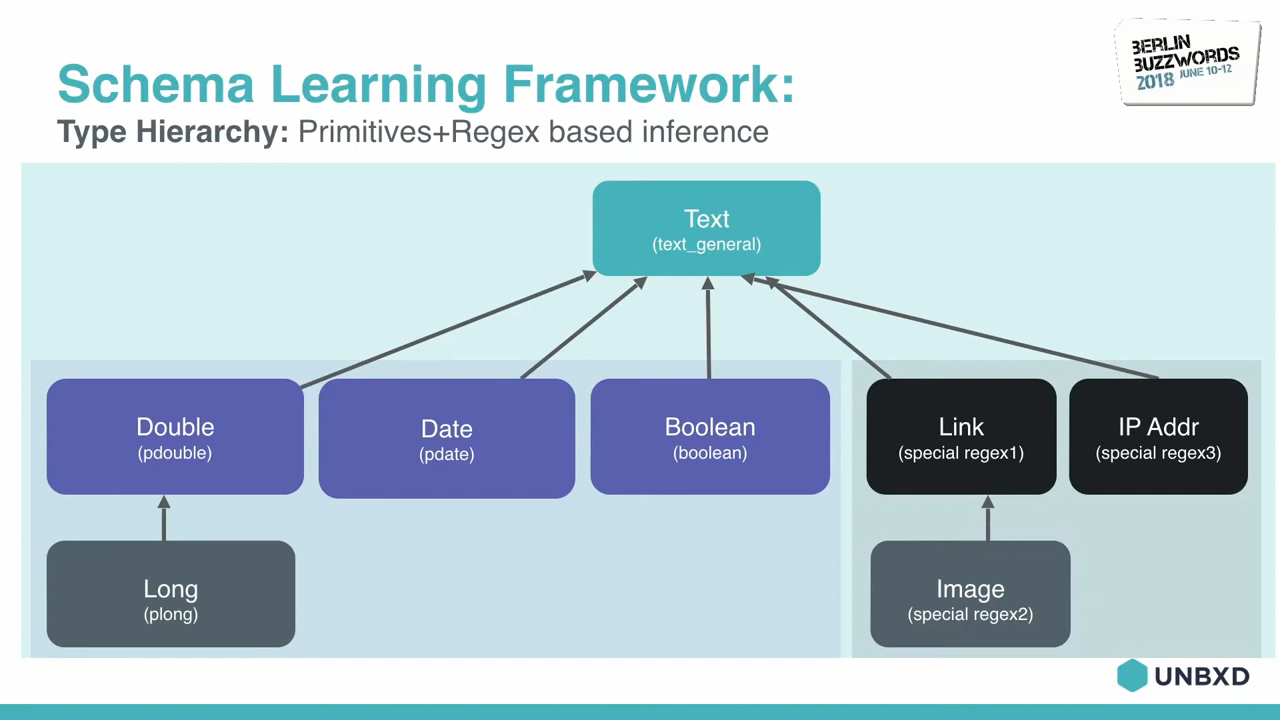 BERLIN
BUZZWORDS
2018 JUNE 10-12
Schema Learning Framework:
Type Hierarchy: Primitives+Regex based inference
Text
(text_general)
Double
(pdouble)
Date
(pdate)
Boolean
(boolean)
Link
(special regex1)
IP Addr
(special regex3)
Long
(plong)
Image
(special regex2)
UNBXD